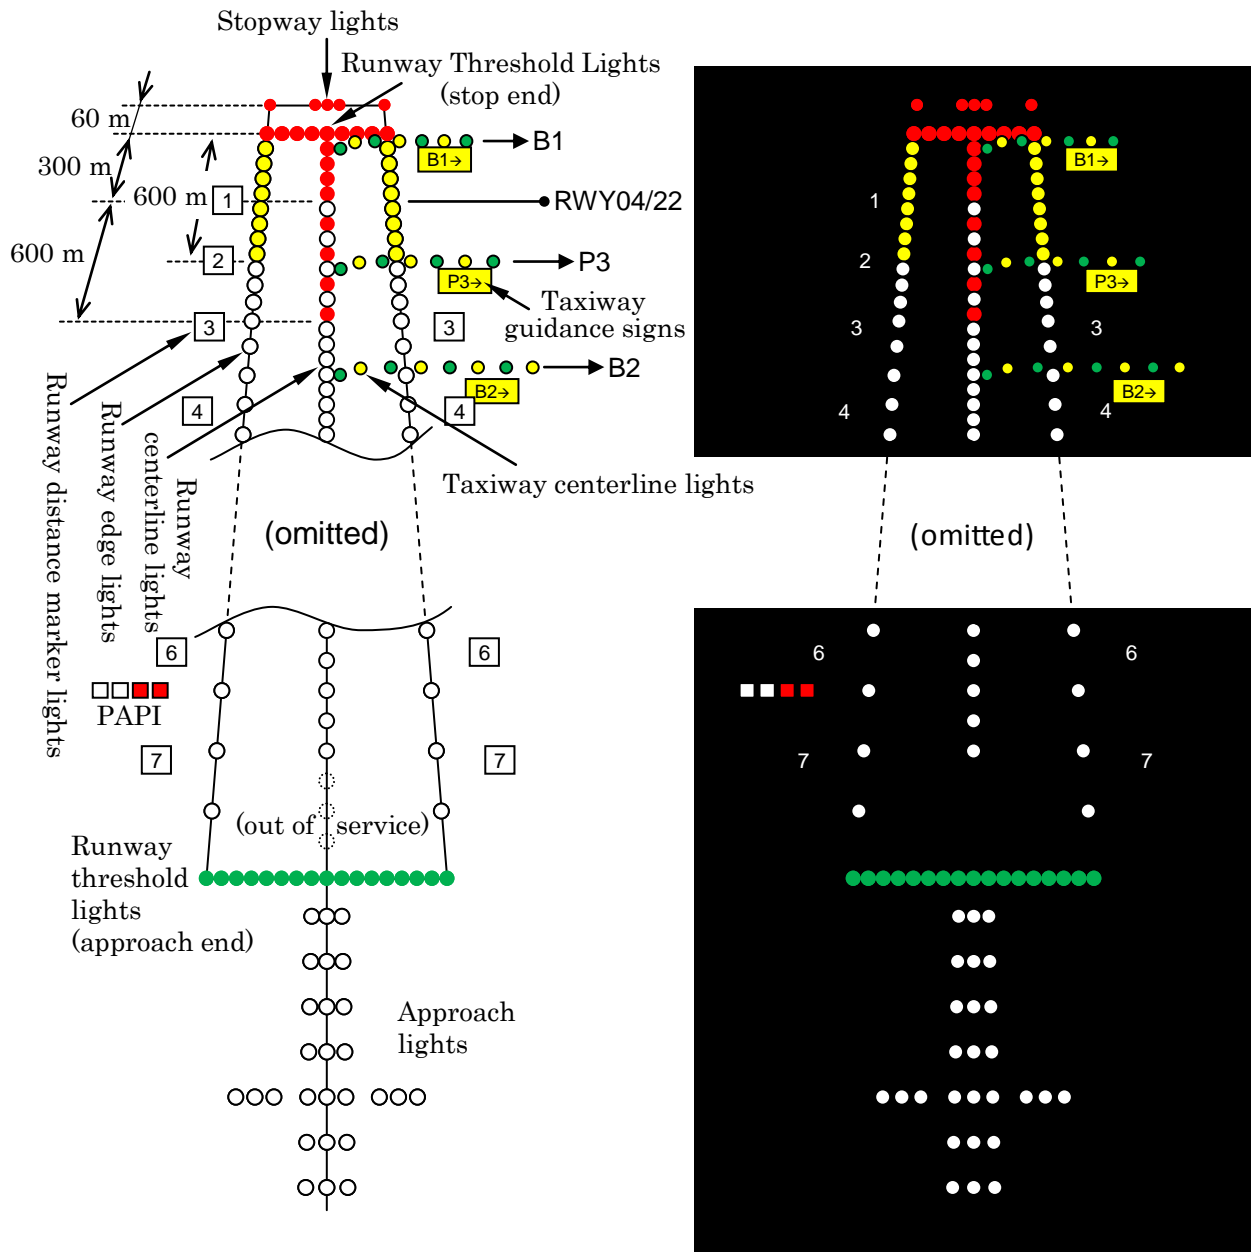 Stopway lights
Runway Threshold Lights
(stop end)
60 m
300 m
600 m
600 m
B1
B1→
RWY04/22
1
2
P3
P3→
Taxiway
guidance signs
3
3
B2
B2→
4
4
Taxiway centerline lights
Runway distance marker lights
Runway edge lights
Runway
centerline lights
(omitted)
6
6
PAPI
7
7
(out of service)
Runway
threshold
lights
(approach end)
Approach
lights
B1→
1
2
P3→
3
3
B2→
4
4
(omitted)
6
6
7
7